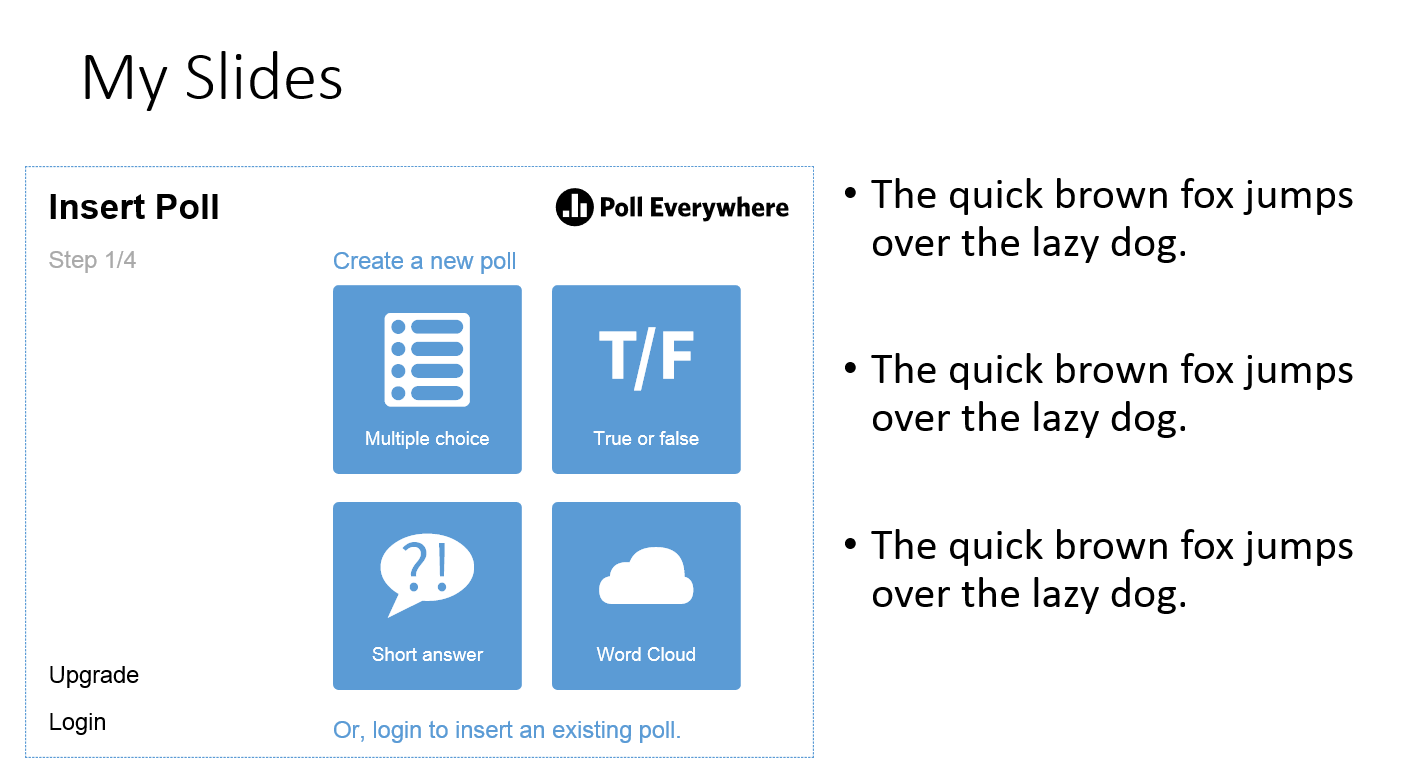 My Slides
Insert Poll
Poll Everywhere
Step 1/4
Create a new poll
Multiple choice
T/F
True or false
?!
Short answer
Word Cloud
Upgrade
Login
Or, login to insert an existing poll.
• The quick brown fox jumps
over the lazy dog.
• The quick brown fox jumps
over the lazy dog.
• The quick brown fox jumps
over the lazy dog.